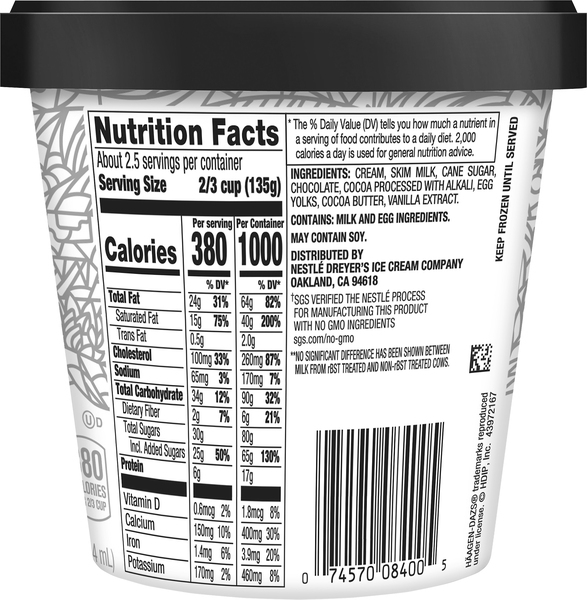 Nutrition Facts
About 2.5 servings per container
Serving Size 2/3 cup (135g)
Per serving Per Container
Calories 380 1000
% DV* % DV*
Total Fat 24g 31% 64g 82%
Saturated Fat 15g 75% 40g 200%
Trans Fat 0.5g 2.0g
Cholesterol 100mg 33% 260mg 87%
Sodium 65mg 3% 170mg 7%
Total Carbohydrate 34g 12% 90g 32%
Dietary Fiber 2g 7% 6g 21%
Total Sugars 30g 80g
Incl. Added Sugars 25g 50% 65g 130%
Protein 6g 17g
Vitamin D 0.6mcg 2% 1.8mcg 8%
Calcium 150mg 10% 400mg 30%
Iron 1.4mg 6% 3.9mg 20%
Potassium 170mg 2% 460mg 8%
*The % Daily Value (DV) tells you how much a nutrient in
a serving of food contributes to a daily diet. 2,000
calories a day is used for general nutrition advice.
INGREDIENTS: CREAM, SKIM MILK, CANE SUGAR,
CHOCOLATE, COCOA PROCESSED WITH ALKALI, EGG
YOLKS, COCOA BUTTER, VANILLA EXTRACT.
CONTAINS: MILK AND EGG INGREDIENTS.
MAY CONTAIN SOY.
DISTRIBUTED BY
NESTLÉ DREYER'S ICE CREAM COMPANY
OAKLAND, CA 94618
†SGS VERIFIED THE NESTLÉ PROCESS
FOR MANUFACTURING THIS PRODUCT
WITH NO GMO INGREDIENTS
sgs.com/no-gmo
**NO SIGNIFICANT DIFFERENCE HAS BEEN SHOWN BETWEEN
MILK FROM rBST TREATED AND NON-rBST TREATED COWS.
KEEP FROZEN UNTIL SERVED
HÄAGEN-DAZS® trademarks reproduced
under license. © HDIP, Inc. 43972167
0 74570 08400 5
U D
80
LORIES
2/3 CUP
4 mL)